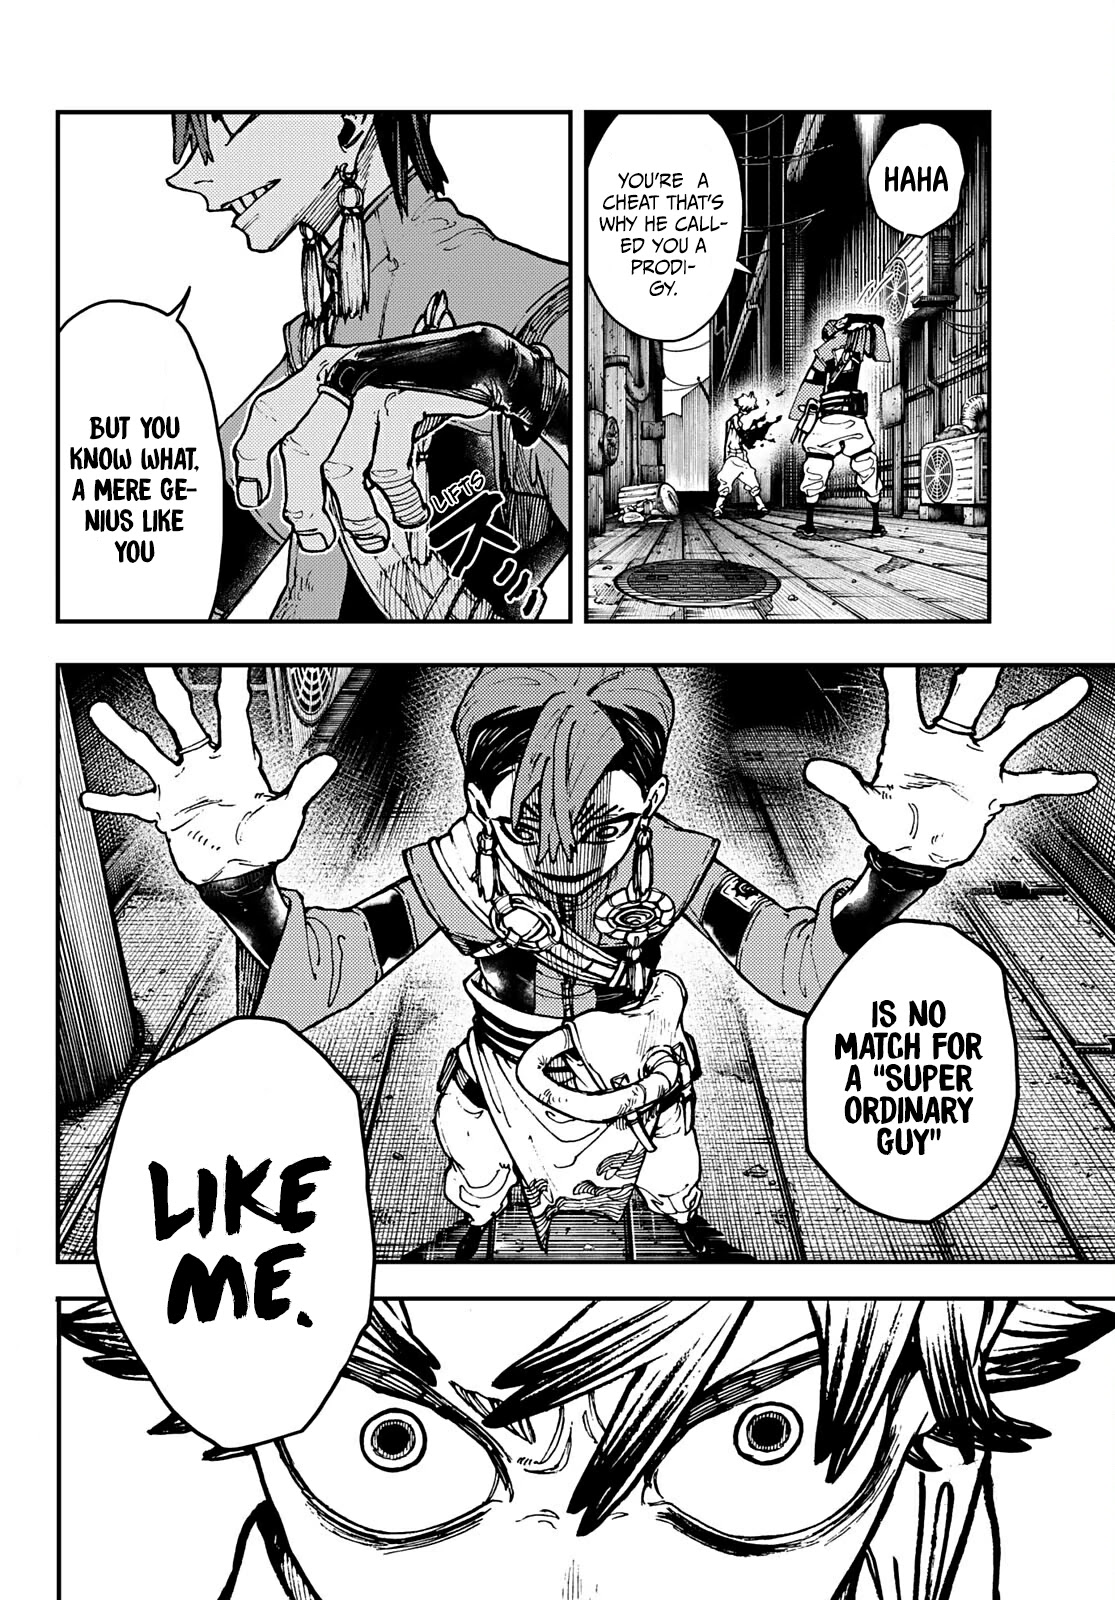 HAHA
YOU'RE A
CHEAT THAT'S
WHY HE CALL-
ED YOU A
PRODI-
GY.
BUT YOU
KNOW WHAT,
A MERE GE-
NIUS LIKE
YOU
LIFTS
ス
IS NO
MATCH FOR
A "SUPER
ORDINARY
GUY"
LIKE
ME.